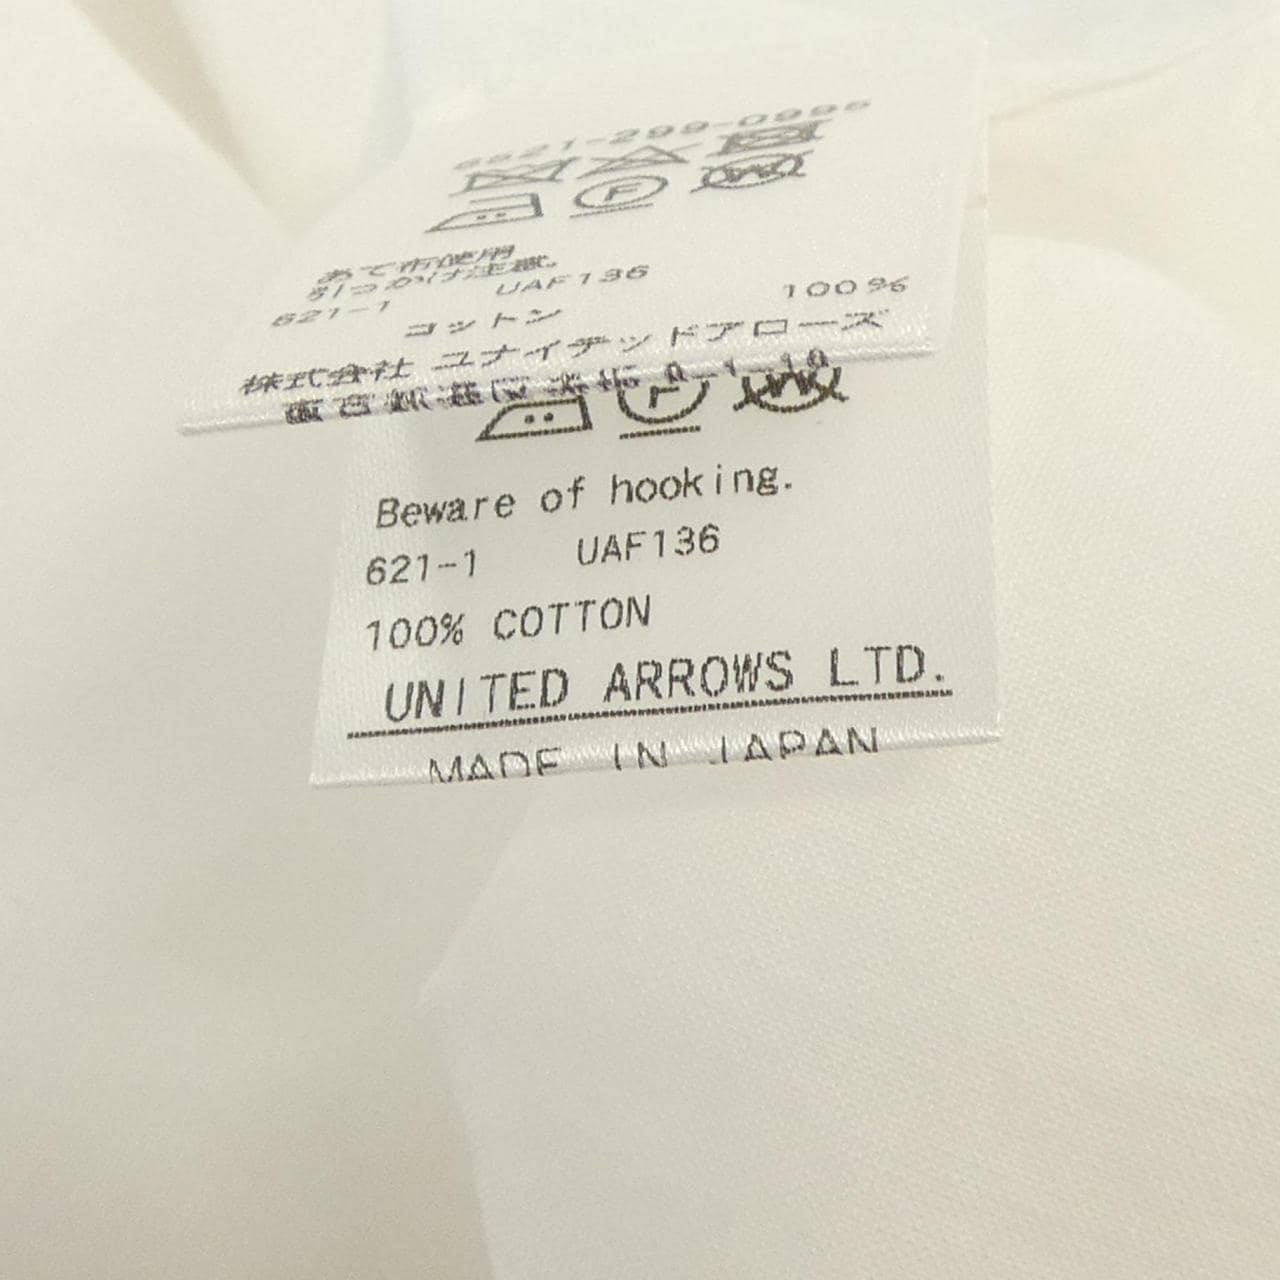 6621-299-0995
F
W
あて布使用
引っかけ注意。
621-1 UAF136
コットン 100%
株式会社 ユナイテッドアローズ
F
W
Beware of hooking.
621-1 UAF136
100% COTTON
UNITED ARROWS LTD.
MADE IN JAPAN